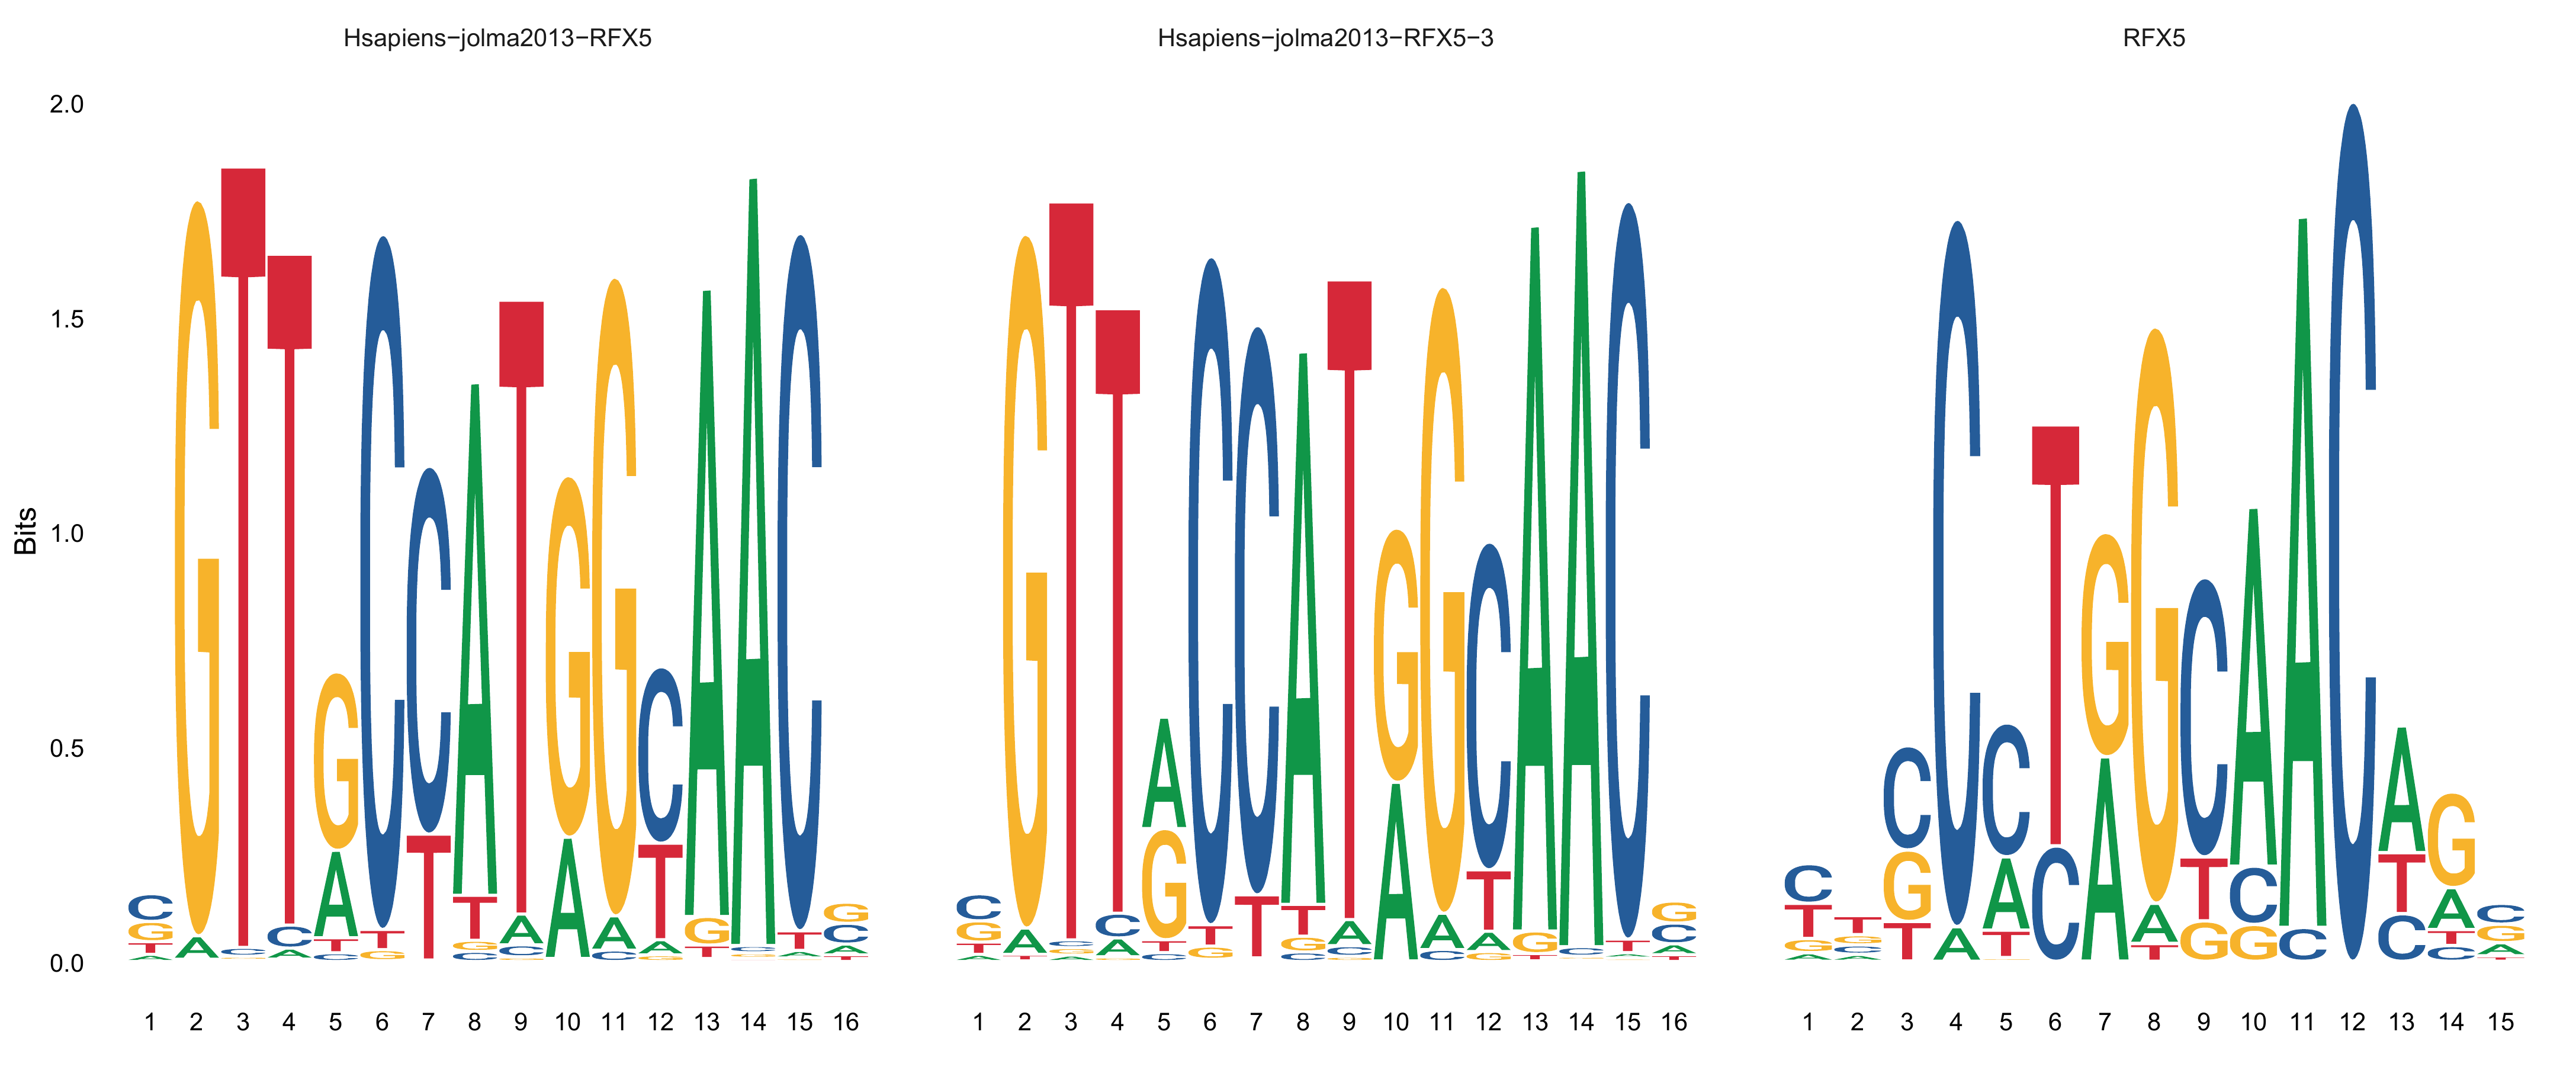 Hsapiens−jolma2013−RFX5 Hsapiens−jolma2013−RFX5−3 RFX5
2.0
1.5
1.0
0.5
0.0
Bits
C G T A G A T C T C A G A T C C T G C T A T G C T A C G A G A C C T A G A G T A C G C T A G C A T
C G T A G A T T C G A T C A A G T C C T G C T A T G C T A C G A G A C G C T A G A G T A C C T A G C A T
C T G A T G C A C G T C A C A T T C G A G A T C T G A C G A C C A T C G A T C C G A T
1 2 3 4 5 6 7 8 9 10 11 12 13 14 15 16 1 2 3 4 5 6 7 8 9 10 11 12 13 14 15 16 1 2 3 4 5 6 7 8 9 10 11 12 13 14 15